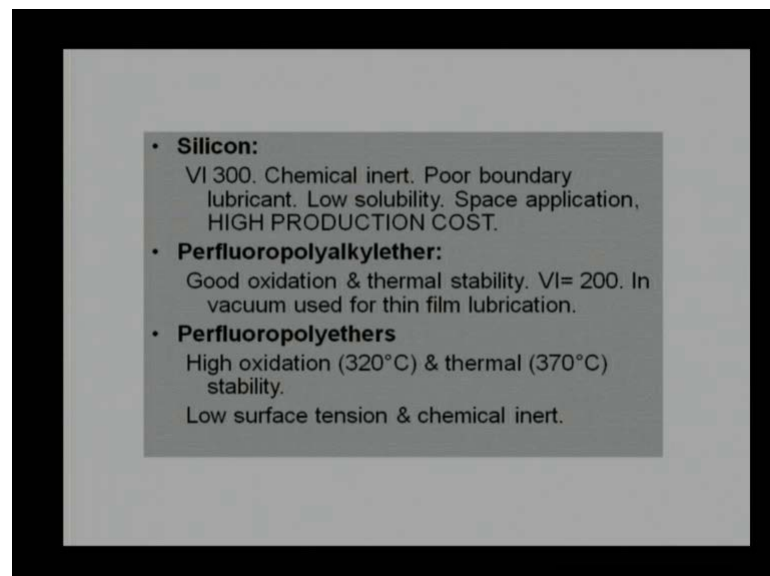 • Silicon:
VI 300. Chemical inert. Poor boundary
lubricant. Low solubility. Space application,
HIGH PRODUCTION COST.
• Perfluoropolyalkylether:
Good oxidation & thermal stability. VI= 200. In
vacuum used for thin film lubrication.
• Perfluoropolyethers
High oxidation (320°C) & thermal (370°C)
stability.
Low surface tension & chemical inert.